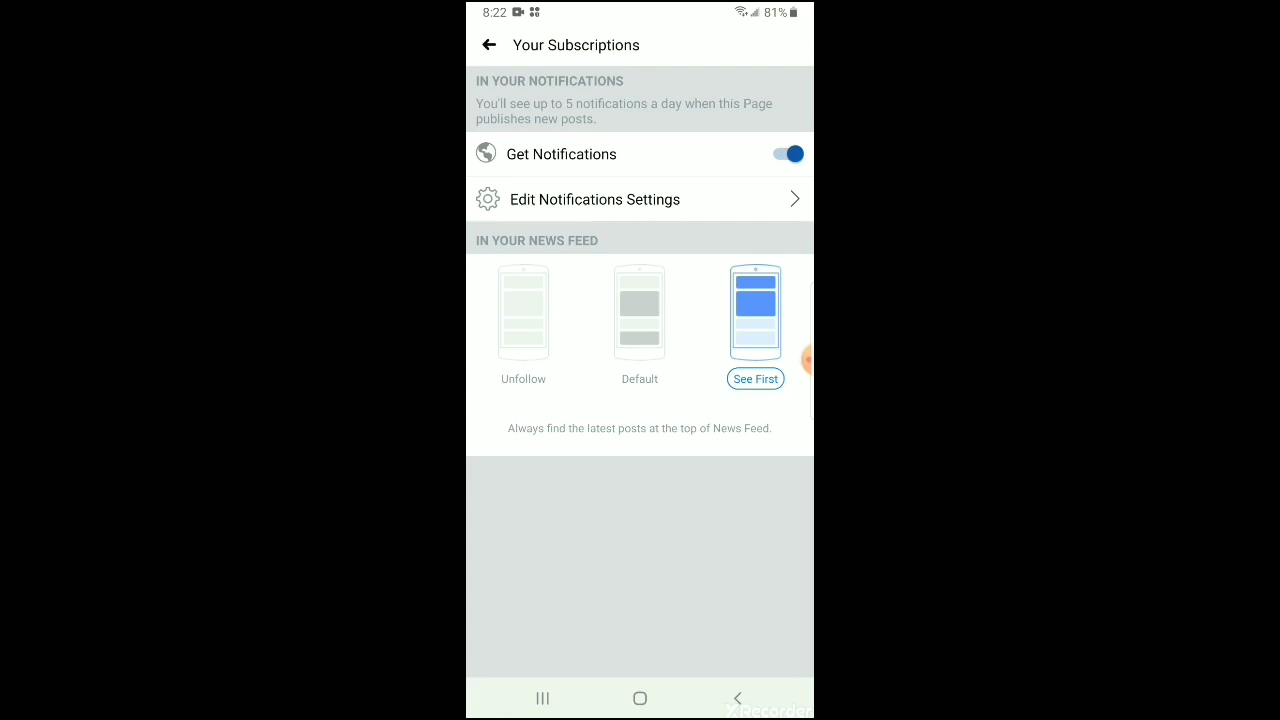 8:22 81%
Your Subscriptions
IN YOUR NOTIFICATIONS
You'll see up to 5 notifications a day when this Page
publishes new posts.
Get Notifications
Edit Notifications Settings
IN YOUR NEWS FEED
Unfollow Default See First
Always find the latest posts at the top of News Feed.
XRecorder